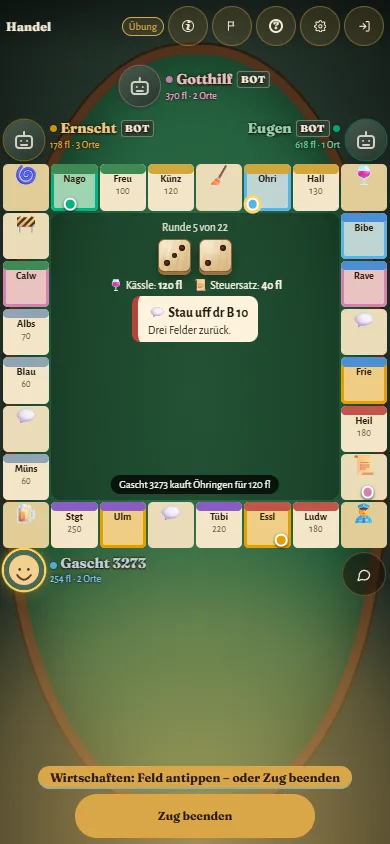 Handel
Übung
Gotthilf BOT
370 fl · 2 Orte
Ernscht BOT
178 fl · 3 Orte
Eugen BOT
618 fl · 1 Ort
Nago
Freu
100
Künz
120
Ohri
Hall
130
Bibe
Calw
Rave
Albs
70
Blau
60
Frie
Heil
180
Müns
60
Runde 5 von 22
Kässle: 120 fl
Steuersatz: 40 fl
Stau uff dr B 10
Drei Felder zurück.
Gascht 3273 kauft Öhringen für 120 fl
Stgt
250
Ulm
Tübi
220
Essl
Ludw
180
Gascht 3273
254 fl · 2 Orte
Wirtschaften: Feld antippen – oder Zug beenden
Zug beenden